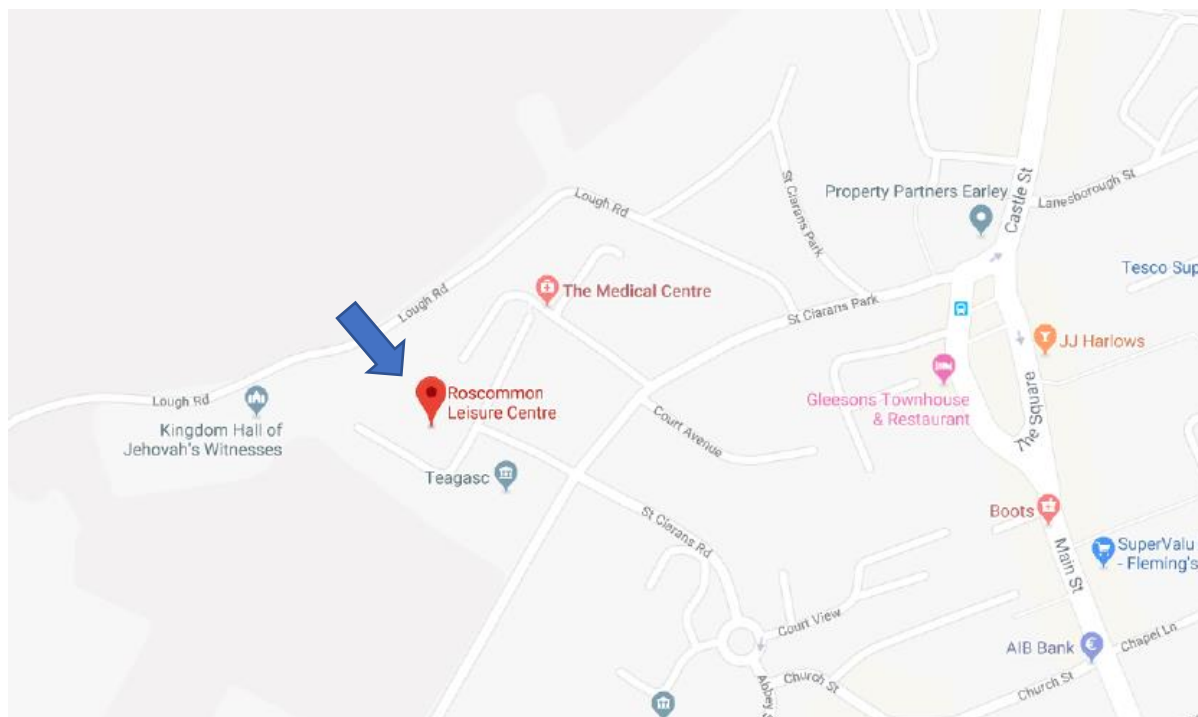 Lough Rd
St Ciarans Park
Property Partners Earley
Castle St
Lanesborough St
Tesco Sup
The Medical Centre
Lough Rd
St Ciarans Park
JJ Harlows
Roscommon
Leisure Centre
Gleesons Townhouse
& Restaurant
The Square
Lough Rd
Kingdom Hall of
Jehovah's Witnesses
Court Avenue
Teagasc
Boots
St Ciarans Rd
Main St
SuperValu
- Fleming's
Court View
AIB Bank
Chapel Ln
Church St
Church St
Abbey S